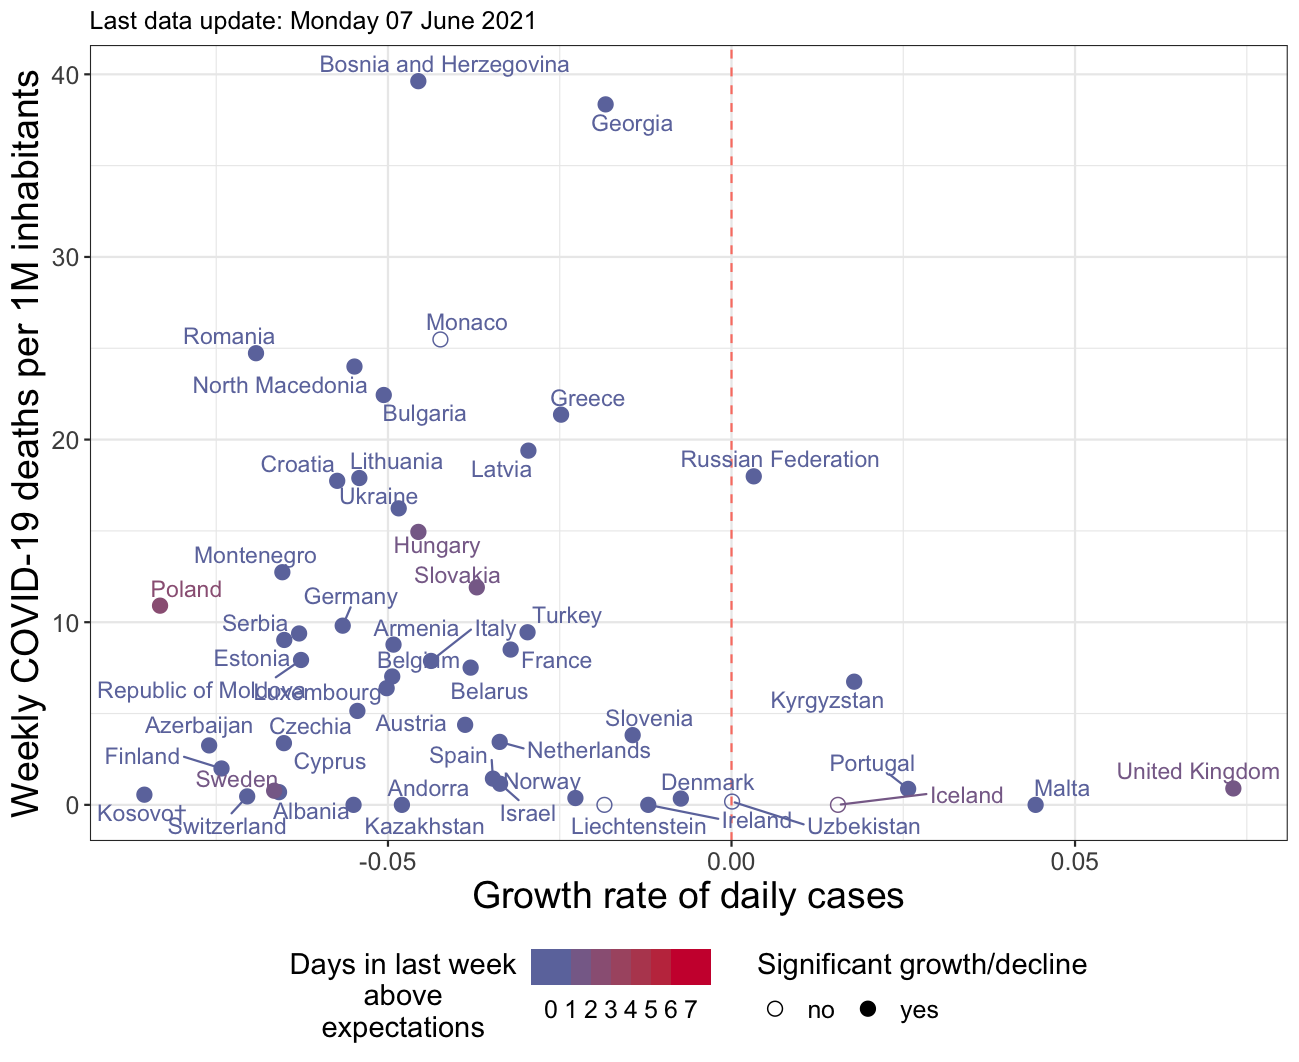 Last data update: Monday 07 June 2021
Weekly COVID-19 deaths per 1M inhabitants
40
30
20
10
0
Bosnia and Herzegovina
Georgia
Monaco
Romania
North Macedonia
Bulgaria
Greece
Latvia
Russian Federation
Croatia
Lithuania
Ukraine
Hungary
Montenegro
Slovakia
Poland
Germany
Turkey
Serbia
Armenia
Italy
Estonia
Belgium
France
Republic of Moldova
Luxembourg
Belarus
Kyrgyzstan
Azerbaijan
Czechia
Austria
Slovenia
Finland
Cyprus
Spain
Netherlands
Portugal
United Kingdom
Sweden
Andorra
Norway
Denmark
Iceland
Malta
Kosovo†
Switzerland
Albania
Kazakhstan
Israel
Liechtenstein
Ireland
Uzbekistan
-0.05
0.00
0.05
Growth rate of daily cases
Days in last week
above
expectations
0 1 2 3 4 5 6 7
Significant growth/decline
no
yes